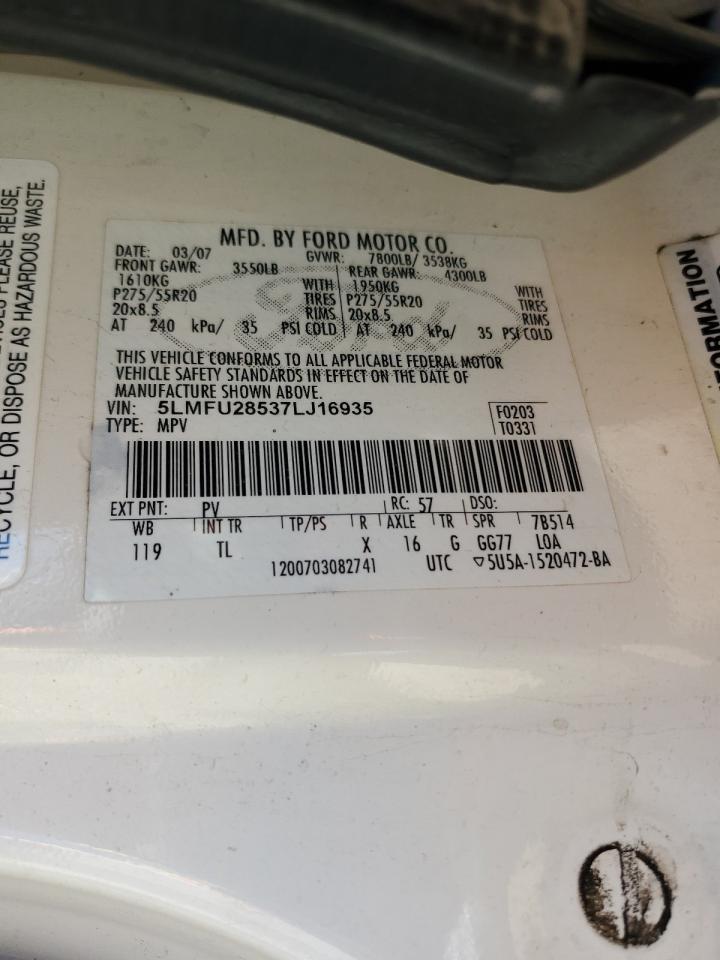 ...VICES PLEASE REUSE,
RECYCLE, OR DISPOSE AS HAZARDOUS WASTE.
MFD. BY FORD MOTOR CO.
DATE: 03/07 GVWR: 7800LB/ 3538KG
FRONT GAWR: 3550LB REAR GAWR: 4300LB
1610KG WITH 1950KG WITH
P275/55R20 TIRES P275/55R20 TIRES
20x8.5 RIMS 20x8.5 RIMS
AT 240 kPa/ 35 PSI COLD AT 240 kPa/ 35 PSI COLD
Ford
THIS VEHICLE CONFORMS TO ALL APPLICABLE FEDERAL MOTOR
VEHICLE SAFETY STANDARDS IN EFFECT ON THE DATE OF
MANUFACTURE SHOWN ABOVE.
VIN: 5LMFU28537LJ16935 F0203
TYPE: MPV T0331
EXT PNT: PV RC: 57 DSO:
WB INT TR TP/PS R AXLE TR SPR 7B514
119 TL X 16 G GG77 LOA
1200703082741 UTC ▽5U5A-1520472-BA
FORMATION